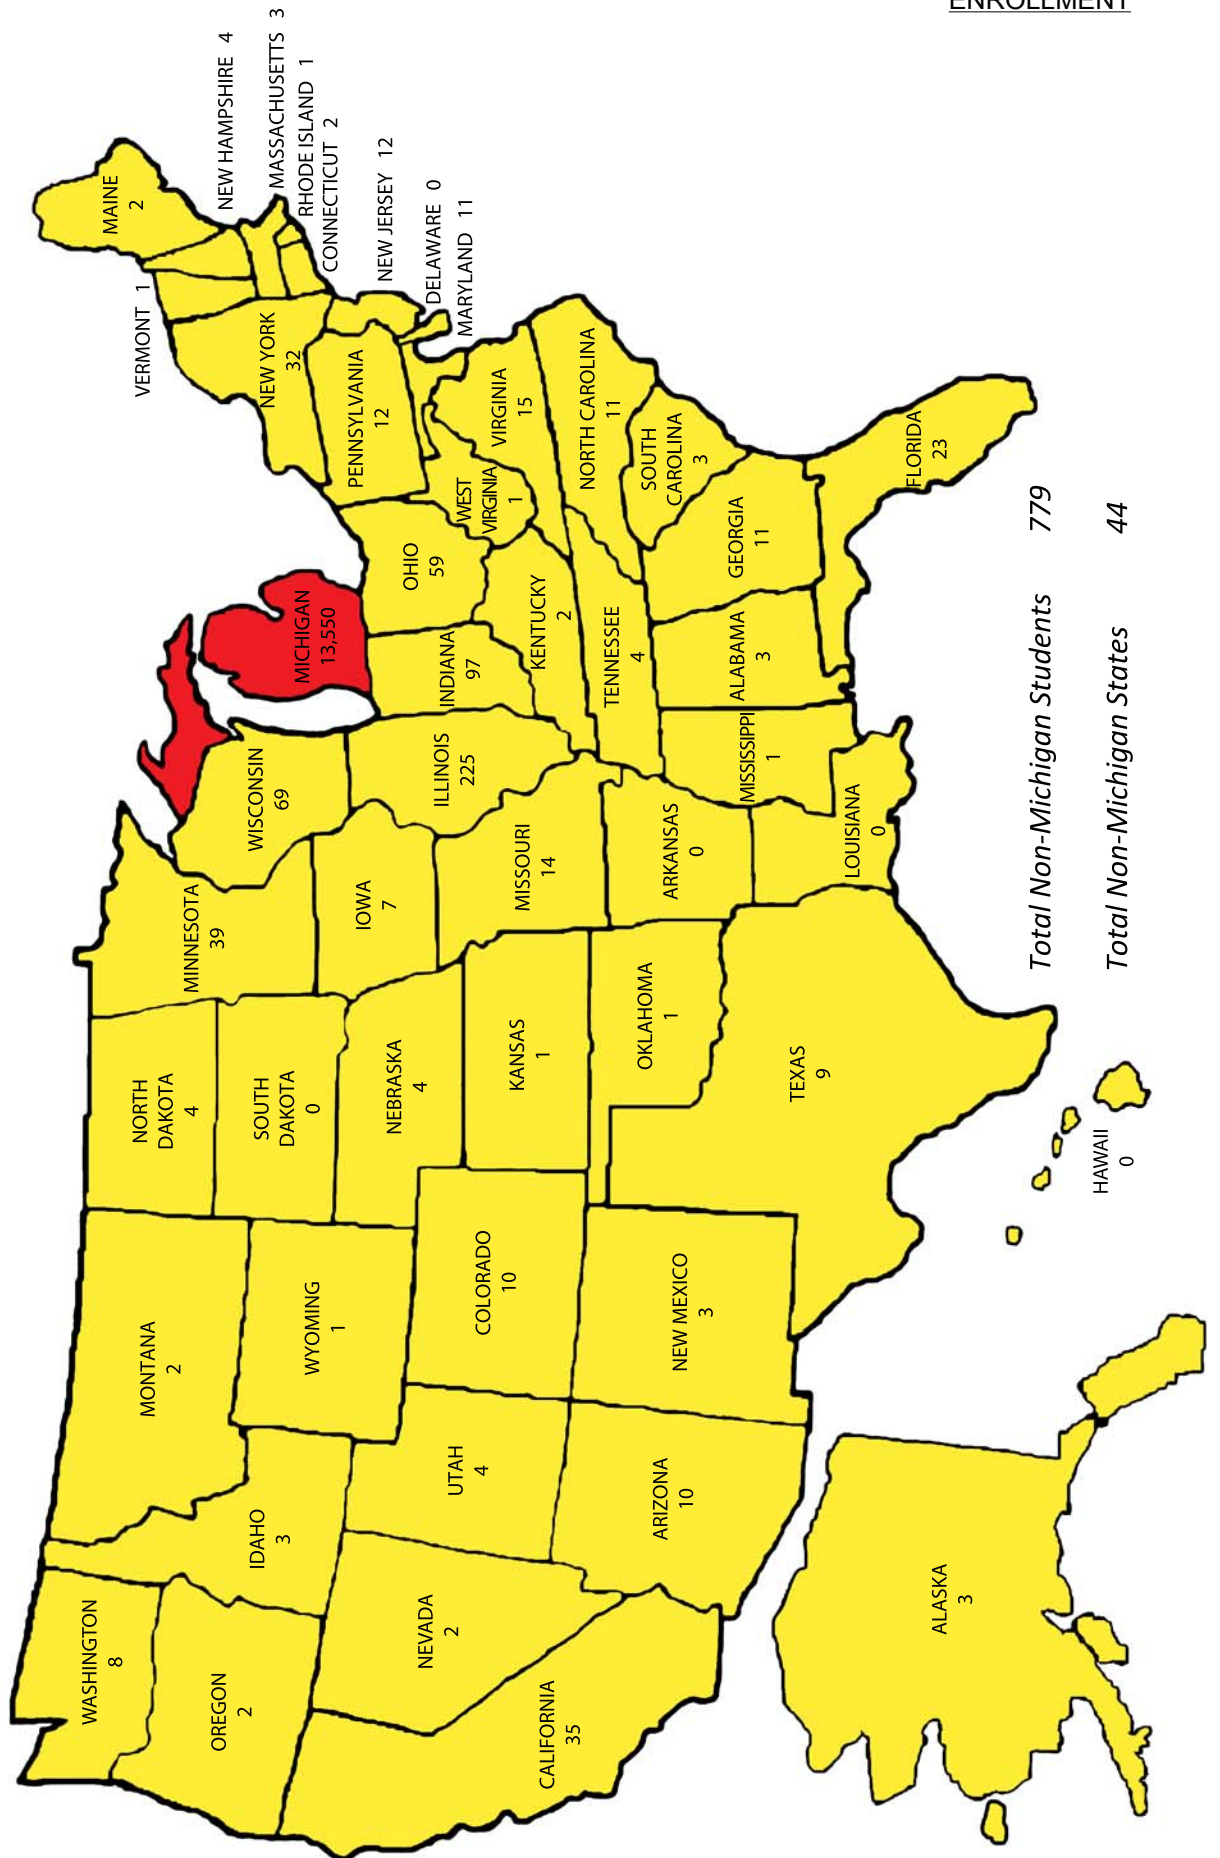 ENROLLMENT
WASHINGTON
8
OREGON
2
CALIFORNIA
35
NEVADA
2
IDAHO
3
MONTANA
2
WYOMING
1
UTAH
4
ARIZONA
10
COLORADO
10
NEW MEXICO
3
NORTH
DAKOTA
4
SOUTH
DAKOTA
0
NEBRASKA
4
KANSAS
1
OKLAHOMA
1
TEXAS
9
MINNESOTA
39
IOWA
7
MISSOURI
14
ARKANSAS
0
LOUISIANA
0
WISCONSIN
69
ILLINOIS
225
MICHIGAN
13,550
INDIANA
97
OHIO
59
KENTUCKY
2
TENNESSEE
4
MISSISSIPPI
1
ALABAMA
3
GEORGIA
11
FLORIDA
23
SOUTH
CAROLINA
3
NORTH CAROLINA
11
VIRGINIA
15
WEST
VIRGINIA
1
PENNSYLVANIA
12
NEW YORK
32
VERMONT 1
MAINE
2
NEW HAMPSHIRE 4
MASSACHUSETTS 3
RHODE ISLAND 1
CONNECTICUT 2
NEW JERSEY 12
DELAWARE 0
MARYLAND 11
ALASKA
3
HAWAII
0
Total Non-Michigan Students 779
Total Non-Michigan States 44